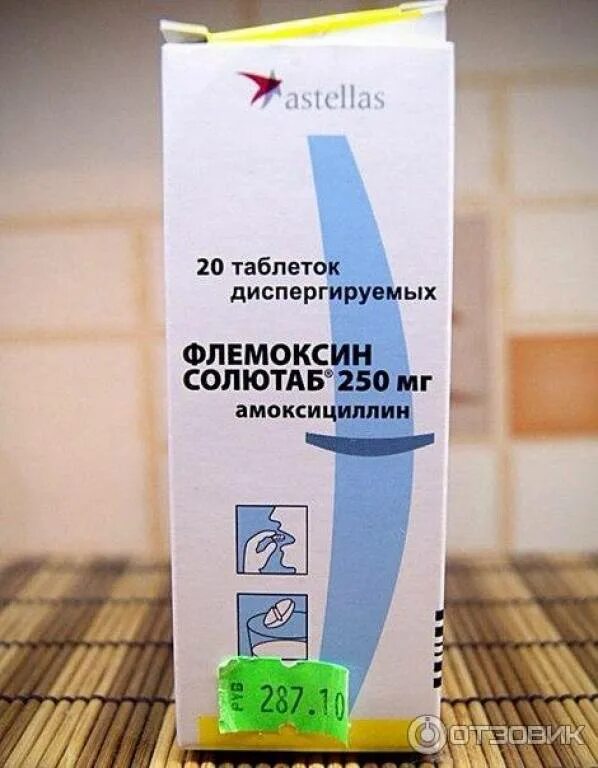 astellas
20 таблеток
диспергируемых
ФЛЕМОКСИН
СОЛЮТАБ® 250 мг
амоксициллин
РУБ 287.10
ОТЗОВИК